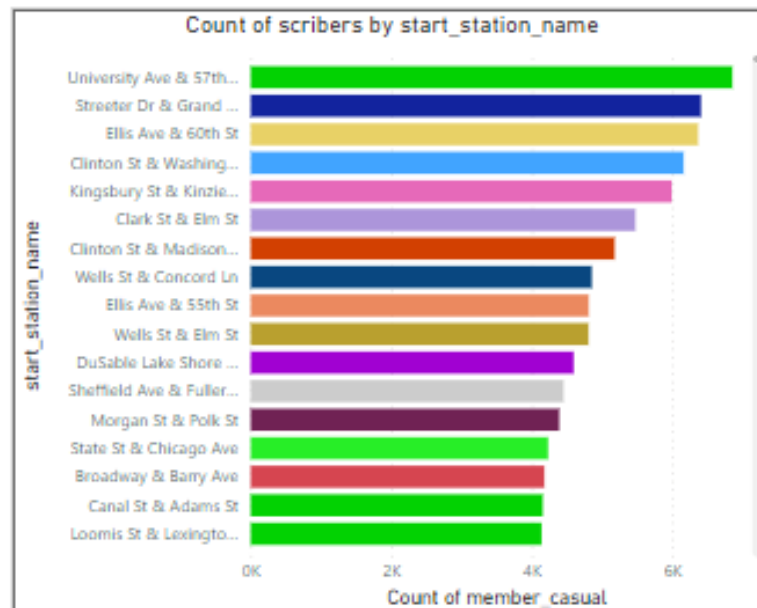 Count of scribers by start_station_name
start_station_name
University Ave & 57th...
Streeter Dr & Grand ...
Ellis Ave & 60th St
Clinton St & Washing...
Kingsbury St & Kinzie...
Clark St & Elm St
Clinton St & Madison...
Wells St & Concord Ln
Ellis Ave & 55th St
Wells St & Elm St
DuSable Lake Shore ...
Sheffield Ave & Fuller...
Morgan St & Polk St
State St & Chicago Ave
Broadway & Barry Ave
Canal St & Adams St
Loomis St & Lexingto...
0K 2K 4K 6K
Count of member_casual